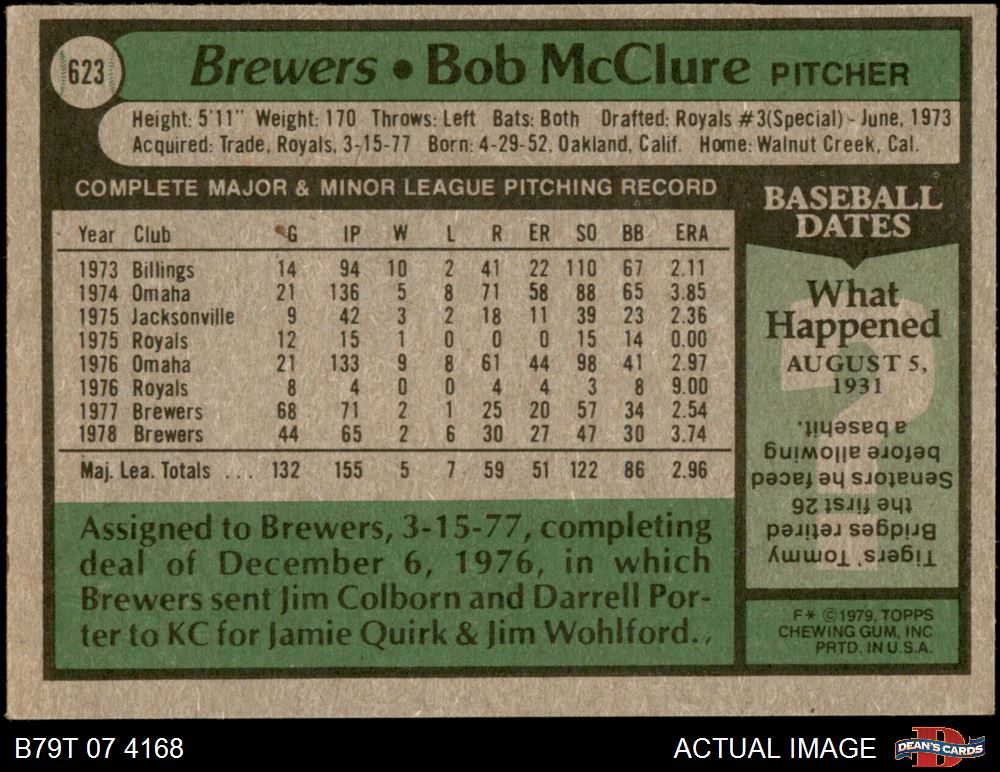 623
Brewers • Bob McClure PITCHER
Height: 5'11" Weight: 170 Throws: Left Bats: Both Drafted: Royals #3(Special) - June, 1973
Acquired: Trade, Royals, 3-15-77 Born: 4-29-52, Oakland, Calif. Home: Walnut Creek, Cal.
COMPLETE MAJOR & MINOR LEAGUE PITCHING RECORD
Year Club G IP W L R ER SO BB ERA
1973 Billings 14 94 10 2 41 22 110 67 2.11
1974 Omaha 21 136 5 8 71 58 88 65 3.85
1975 Jacksonville 9 42 3 2 18 11 39 23 2.36
1975 Royals 12 15 1 0 0 0 15 14 0.00
1976 Omaha 21 133 9 8 61 44 98 41 2.97
1976 Royals 8 4 0 0 4 4 3 8 9.00
1977 Brewers 68 71 2 1 25 20 57 34 2.54
1978 Brewers 44 65 2 6 30 27 47 30 3.74
Maj. Lea. Totals . . . 132 155 5 7 59 51 122 86 2.96
Assigned to Brewers, 3-15-77, completing
deal of December 6, 1976, in which
Brewers sent Jim Colborn and Darrell Por-
ter to KC for Jamie Quirk & Jim Wohlford.
BASEBALL
DATES
What
Happened
AUGUST 5,
1931
Tigers' Tommy
Bridges retired
the first 26
Senators he faced
before allowing
a basehit.
F* ©1979, TOPPS
CHEWING GUM, INC
PRTD. IN U.S.A.
B79T 07 4168
ACTUAL IMAGE
DEAN'S CARDS